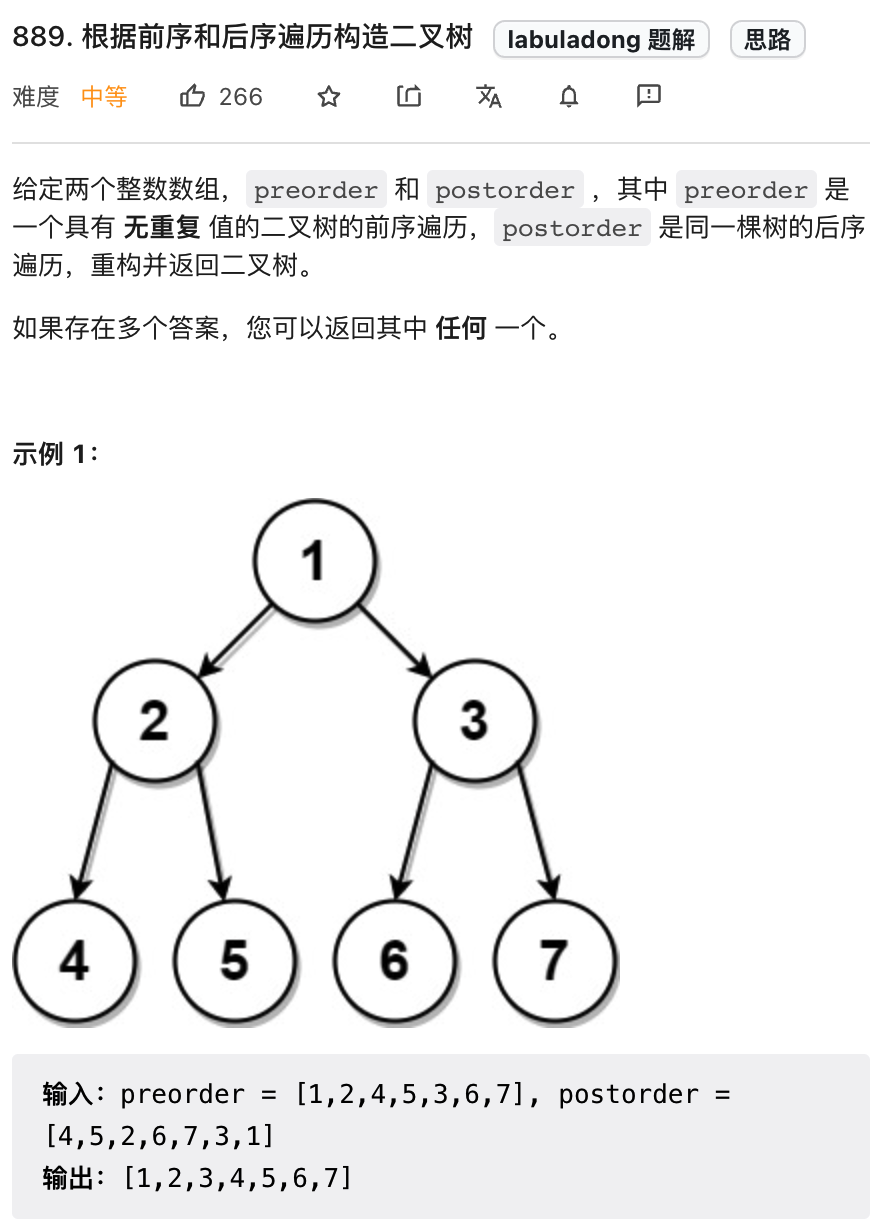 889. 根据前序和后序遍历构造二叉树 labuladong 题解 思路
难度 中等 266
给定两个整数数组，preorder 和 postorder ，其中 preorder 是
一个具有 无重复 值的二叉树的前序遍历，postorder 是同一棵树的后序
遍历，重构并返回二叉树。
如果存在多个答案，您可以返回其中 任何 一个。
示例 1：
1
2 3
4 5 6 7
输入：preorder = [1,2,4,5,3,6,7], postorder =
[4,5,2,6,7,3,1]
输出：[1,2,3,4,5,6,7]